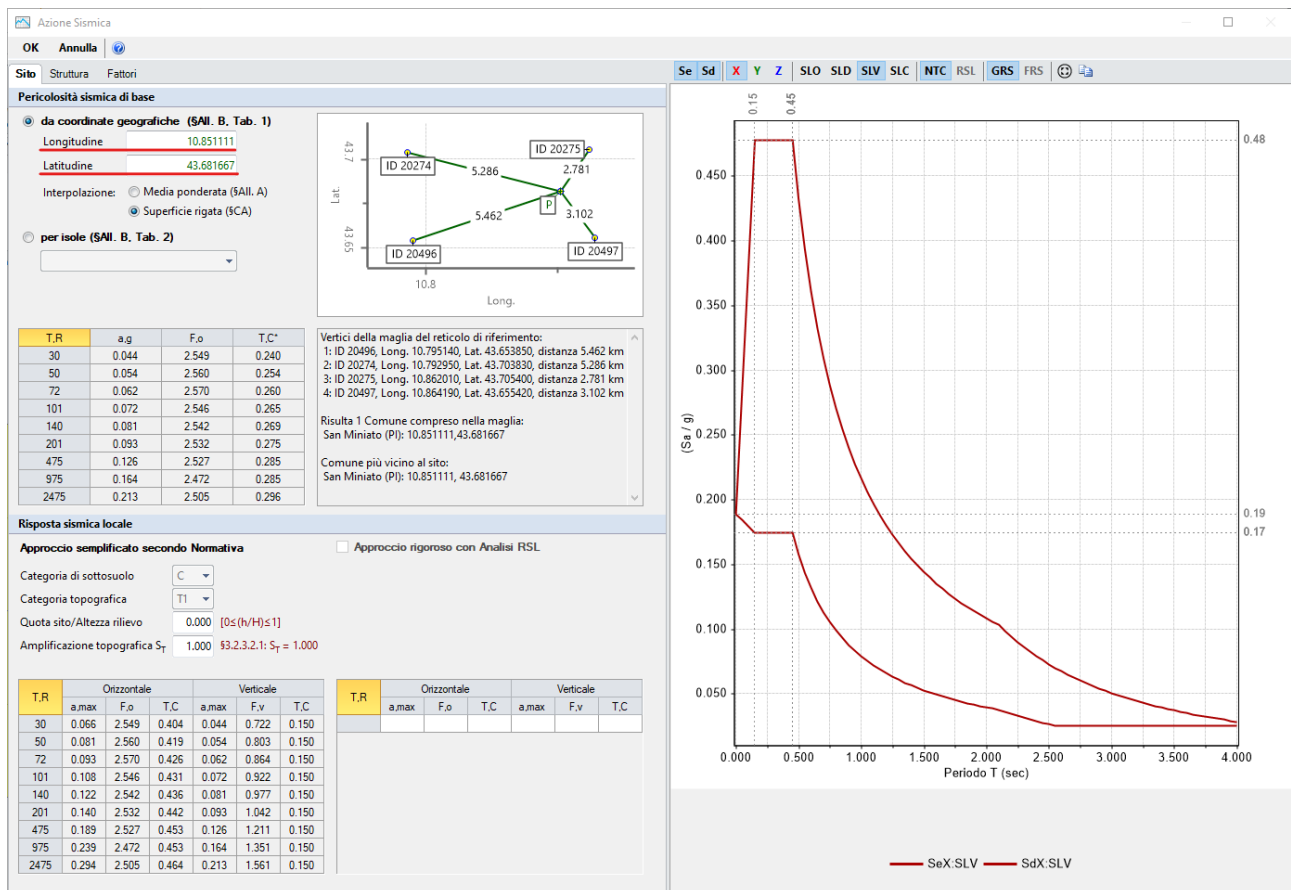 Azione Sismica
OK Annulla
Sito Struttura Fattori
Pericolosità sismica di base
da coordinate geografiche (§All. B, Tab. 1)
Longitudine 10.851111
Latitudine 43.681667
Interpolazione: Media ponderata (§All. A)
Superficie rigata (§CA)
per isole (§All. B, Tab. 2)
43.7
Lat.
43.65
ID 20274
ID 20275
5.286
2.781
P
5.462
3.102
ID 20496
ID 20497
10.8
Long.
T,R a,g F,o T,C*
30 0.044 2.549 0.240
50 0.054 2.560 0.254
72 0.062 2.570 0.260
101 0.072 2.546 0.265
140 0.081 2.542 0.269
201 0.093 2.532 0.275
475 0.126 2.527 0.285
975 0.164 2.472 0.285
2475 0.213 2.505 0.296
Vertici della maglia del reticolo di riferimento:
1: ID 20496, Long. 10.795140, Lat. 43.653850, distanza 5.462 km
2: ID 20274, Long. 10.792950, Lat. 43.703830, distanza 5.286 km
3: ID 20275, Long. 10.862010, Lat. 43.705400, distanza 2.781 km
4: ID 20497, Long. 10.864190, Lat. 43.655420, distanza 3.102 km
Risulta 1 Comune compreso nella maglia:
San Miniato (PI): 10.851111,43.681667
Comune più vicino al sito:
San Miniato (PI): 10.851111, 43.681667
Risposta sismica locale
Approccio semplificato secondo Normativa
Approccio rigoroso con Analisi RSL
Categoria di sottosuolo C
Categoria topografica T1
Quota sito/Altezza rilievo 0.000 [0≤(h/H)≤1]
Amplificazione topografica ST 1.000 §3.2.3.2.1: ST = 1.000
T,R Orizzontale Verticale
a,max F,o T,C a,max F,v T,C
30 0.066 2.549 0.404 0.044 0.722 0.150
50 0.081 2.560 0.419 0.054 0.803 0.150
72 0.093 2.570 0.426 0.062 0.864 0.150
101 0.108 2.546 0.431 0.072 0.922 0.150
140 0.122 2.542 0.436 0.081 0.977 0.150
201 0.140 2.532 0.442 0.093 1.042 0.150
475 0.189 2.527 0.453 0.126 1.211 0.150
975 0.239 2.472 0.453 0.164 1.351 0.150
2475 0.294 2.505 0.464 0.213 1.561 0.150
T,R Orizzontale Verticale
a,max F,o T,C a,max F,v T,C
Se Sd X Y Z SLO SLD SLV SLC NTC RSL GRS FRS
0.15 0.45
0.48
0.450
0.400
0.350
0.300
0.250
0.200
0.19
0.17
0.150
0.100
0.050
(Sa / g)
0.000 0.500 1.000 1.500 2.000 2.500 3.000 3.500 4.000
Periodo T (sec)
SeX:SLV SdX:SLV